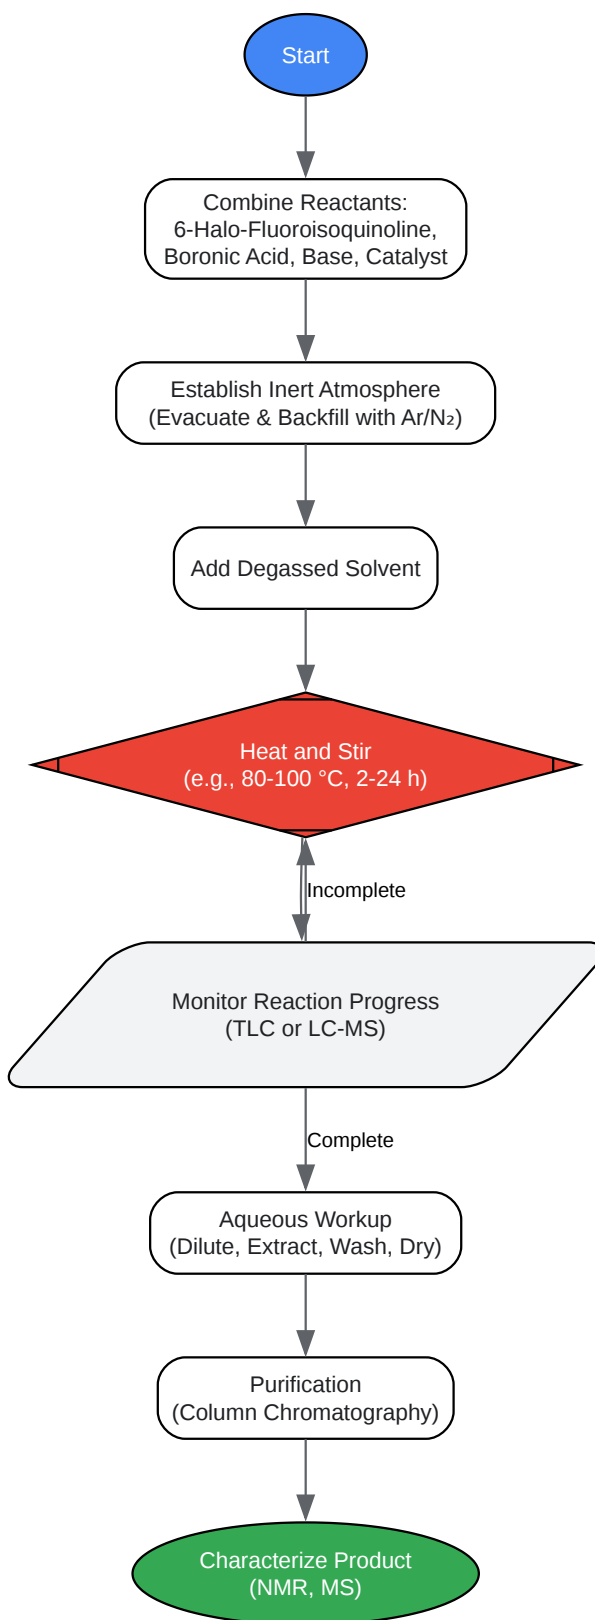 Start
Combine Reactants:
6-Halo-Fluoroisoquinoline,
Boronic Acid, Base, Catalyst
Establish Inert Atmosphere
(Evacuate & Backfill with Ar/N₂)
Add Degassed Solvent
Heat and Stir
(e.g., 80-100 °C, 2-24 h)
Incomplete
Monitor Reaction Progress
(TLC or LC-MS)
Complete
Aqueous Workup
(Dilute, Extract, Wash, Dry)
Purification
(Column Chromatography)
Characterize Product
(NMR, MS)